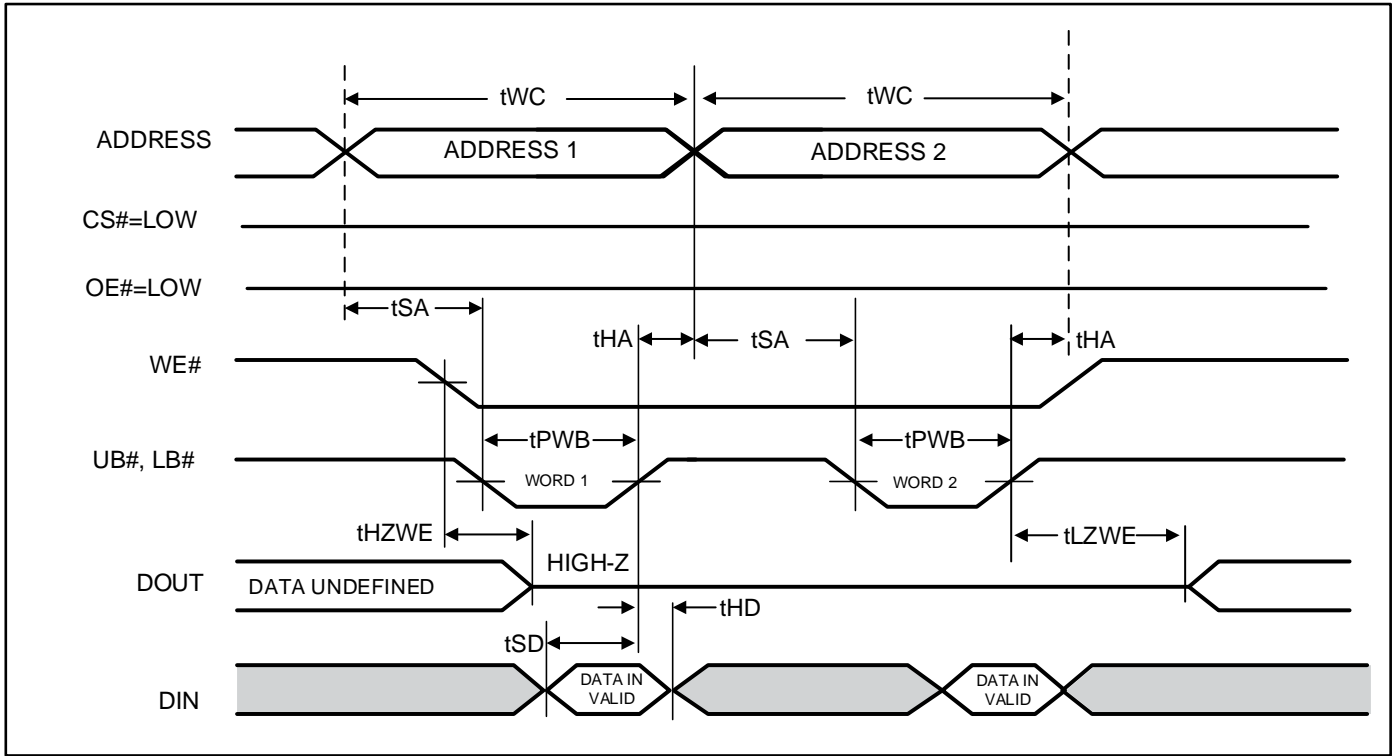 tWC tWC
ADDRESS ADDRESS 1 ADDRESS 2
CS#=LOW
OE#=LOW
tSA tHA tSA tHA
WE#
tPWB tPWB
UB#, LB# WORD 1 WORD 2
tHZWE tLZWE
HIGH-Z
DOUT DATA UNDEFINED
tHD
tSD
DIN DATA IN VALID DATA IN VALID